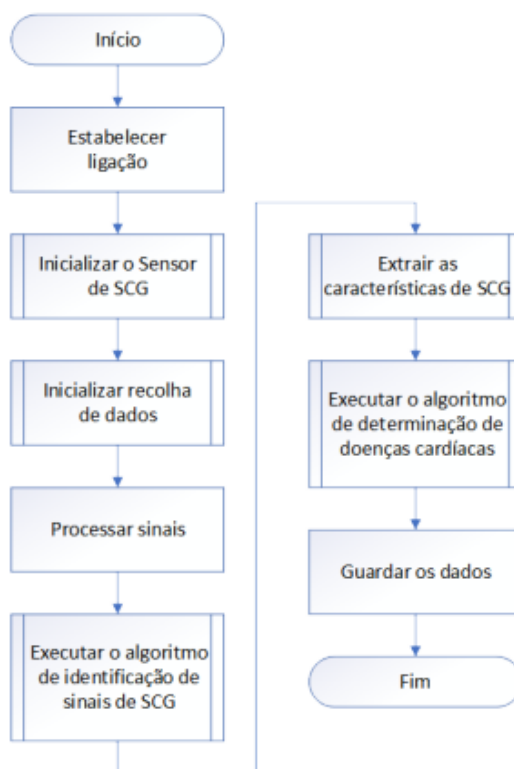 Início
Estabelecer
ligação
Inicializar o Sensor
de SCG
Inicializar recolha
de dados
Processar sinais
Executar o algoritmo
de identificação de
sinais de SCG
Extrair as
características de SCG
Executar o algoritmo
de determinação de
doenças cardíacas
Guardar os dados
Fim